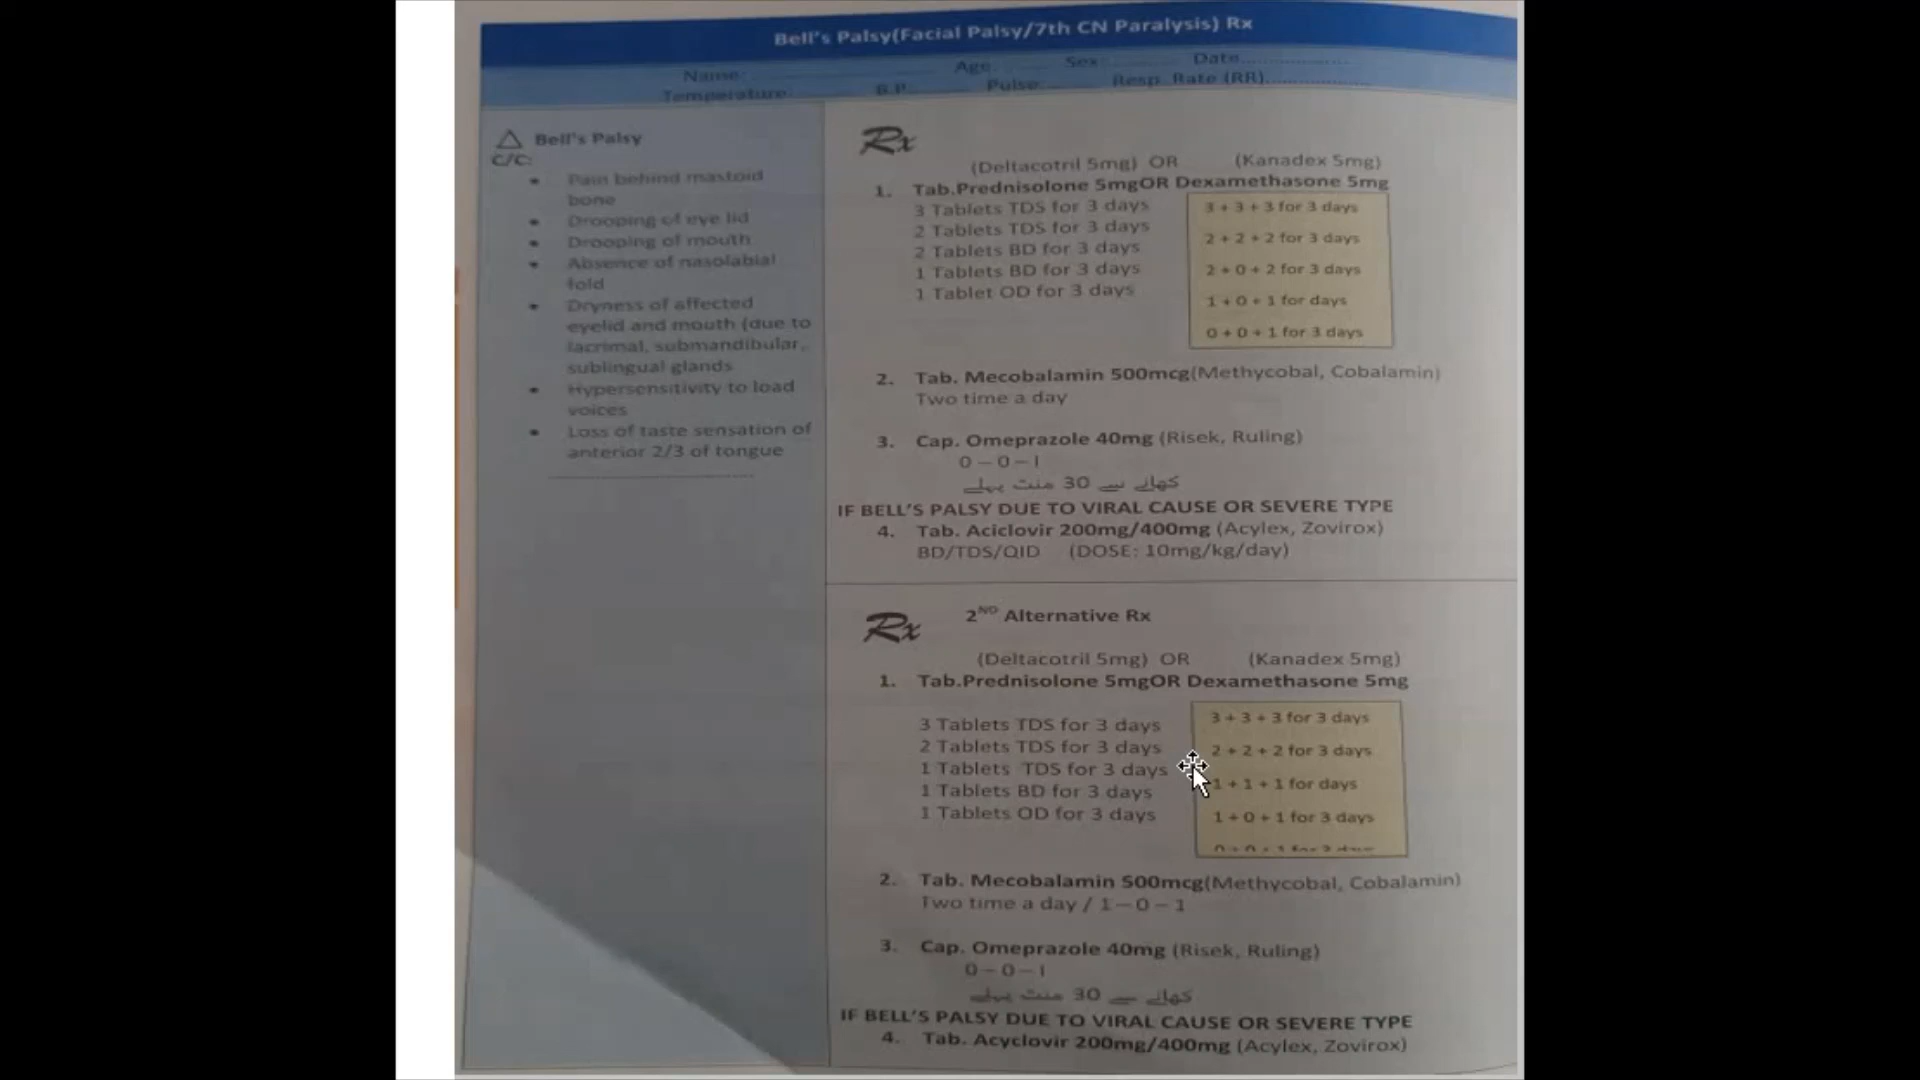 Bell's Palsy(Facial Palsy/7th CN Paralysis) Rx
Name: Age: Sex: Date
Temperature B.P. Pulse: Resp. Rate (RR)
Bell's Palsy
C/C:
• Pain behind mastoid
bone
• Drooping of eye lid
• Drooping of mouth
• Absence of nasolabial
fold
• Dryness of affected
eyelid and mouth (due to
lacrimal, submandibular,
sublingual glands
• Hypersensitivity to load
voices
• Loss of taste sensation of
anterior 2/3 of tongue
Rx
(Deltacotril 5mg) OR (Kanadex 5mg)
1. Tab.Prednisolone 5mgOR Dexamethasone 5mg
3 Tablets TDS for 3 days
2 Tablets TDS for 3 days
2 Tablets BD for 3 days
1 Tablets BD for 3 days
1 Tablet OD for 3 days
3 + 3 + 3 for 3 days
2 + 2 + 2 for 3 days
2 + 0 + 2 for 3 days
1 + 0 + 1 for days
0 + 0 + 1 for 3 days
2. Tab. Mecobalamin 500mcg(Methycobal, Cobalamin)
Two time a day
3. Cap. Omeprazole 40mg (Risek, Ruling)
0 – 0 – I
کھانے سے 30 منٹ پہلے
IF BELL'S PALSY DUE TO VIRAL CAUSE OR SEVERE TYPE
4. Tab. Aciclovir 200mg/400mg (Acylex, Zovirox)
BD/TDS/QID (DOSE: 10mg/kg/day)
Rx 2ND Alternative Rx
(Deltacotril 5mg) OR (Kanadex 5mg)
1. Tab.Prednisolone 5mgOR Dexamethasone 5mg
3 Tablets TDS for 3 days
2 Tablets TDS for 3 days
1 Tablets TDS for 3 days
1 Tablets BD for 3 days
1 Tablets OD for 3 days
3 + 3 + 3 for 3 days
2 + 2 + 2 for 3 days
1 + 1 + 1 for days
1 + 0 + 1 for 3 days
0 + 0 + 1 for 3 days
2. Tab. Mecobalamin 500mcg(Methycobal, Cobalamin)
Two time a day / 1 – 0 – 1
3. Cap. Omeprazole 40mg (Risek, Ruling)
0 – 0 – I
کھانے سے 30 منٹ پہلے
IF BELL'S PALSY DUE TO VIRAL CAUSE OR SEVERE TYPE
4. Tab. Acyclovir 200mg/400mg (Acylex, Zovirox)